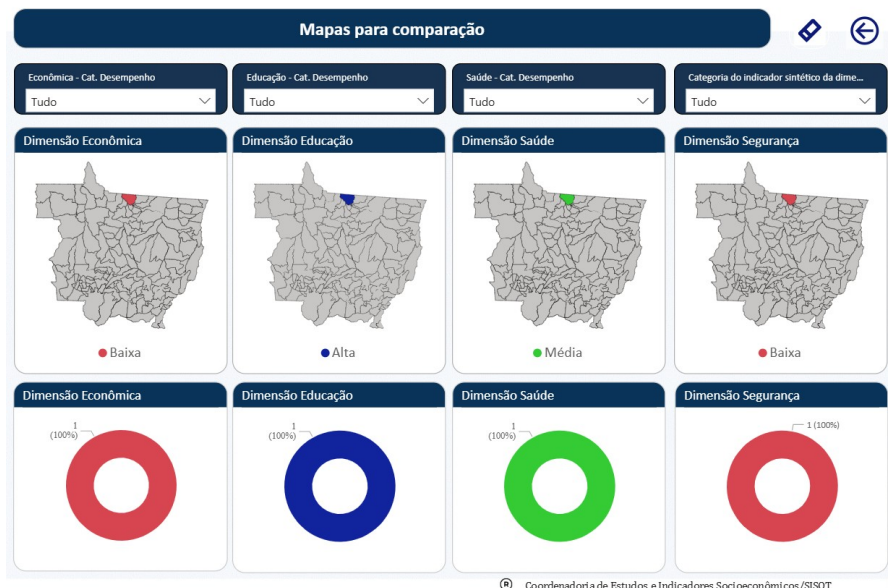 Mapas para comparação
Econômica - Cat. Desempenho
Tudo
Educação - Cat. Desempenho
Tudo
Saúde - Cat. Desempenho
Tudo
Categoria do indicador sintético da dime...
Tudo
Dimensão Econômica
Baixa
Dimensão Educação
Alta
Dimensão Saúde
Média
Dimensão Segurança
Baixa
Dimensão Econômica
1
(100%)
Dimensão Educação
1
(100%)
Dimensão Saúde
1
(100%)
Dimensão Segurança
1 (100%)
® Coordenadoria de Estudos e Indicadores Socioeconômicos/SISOT